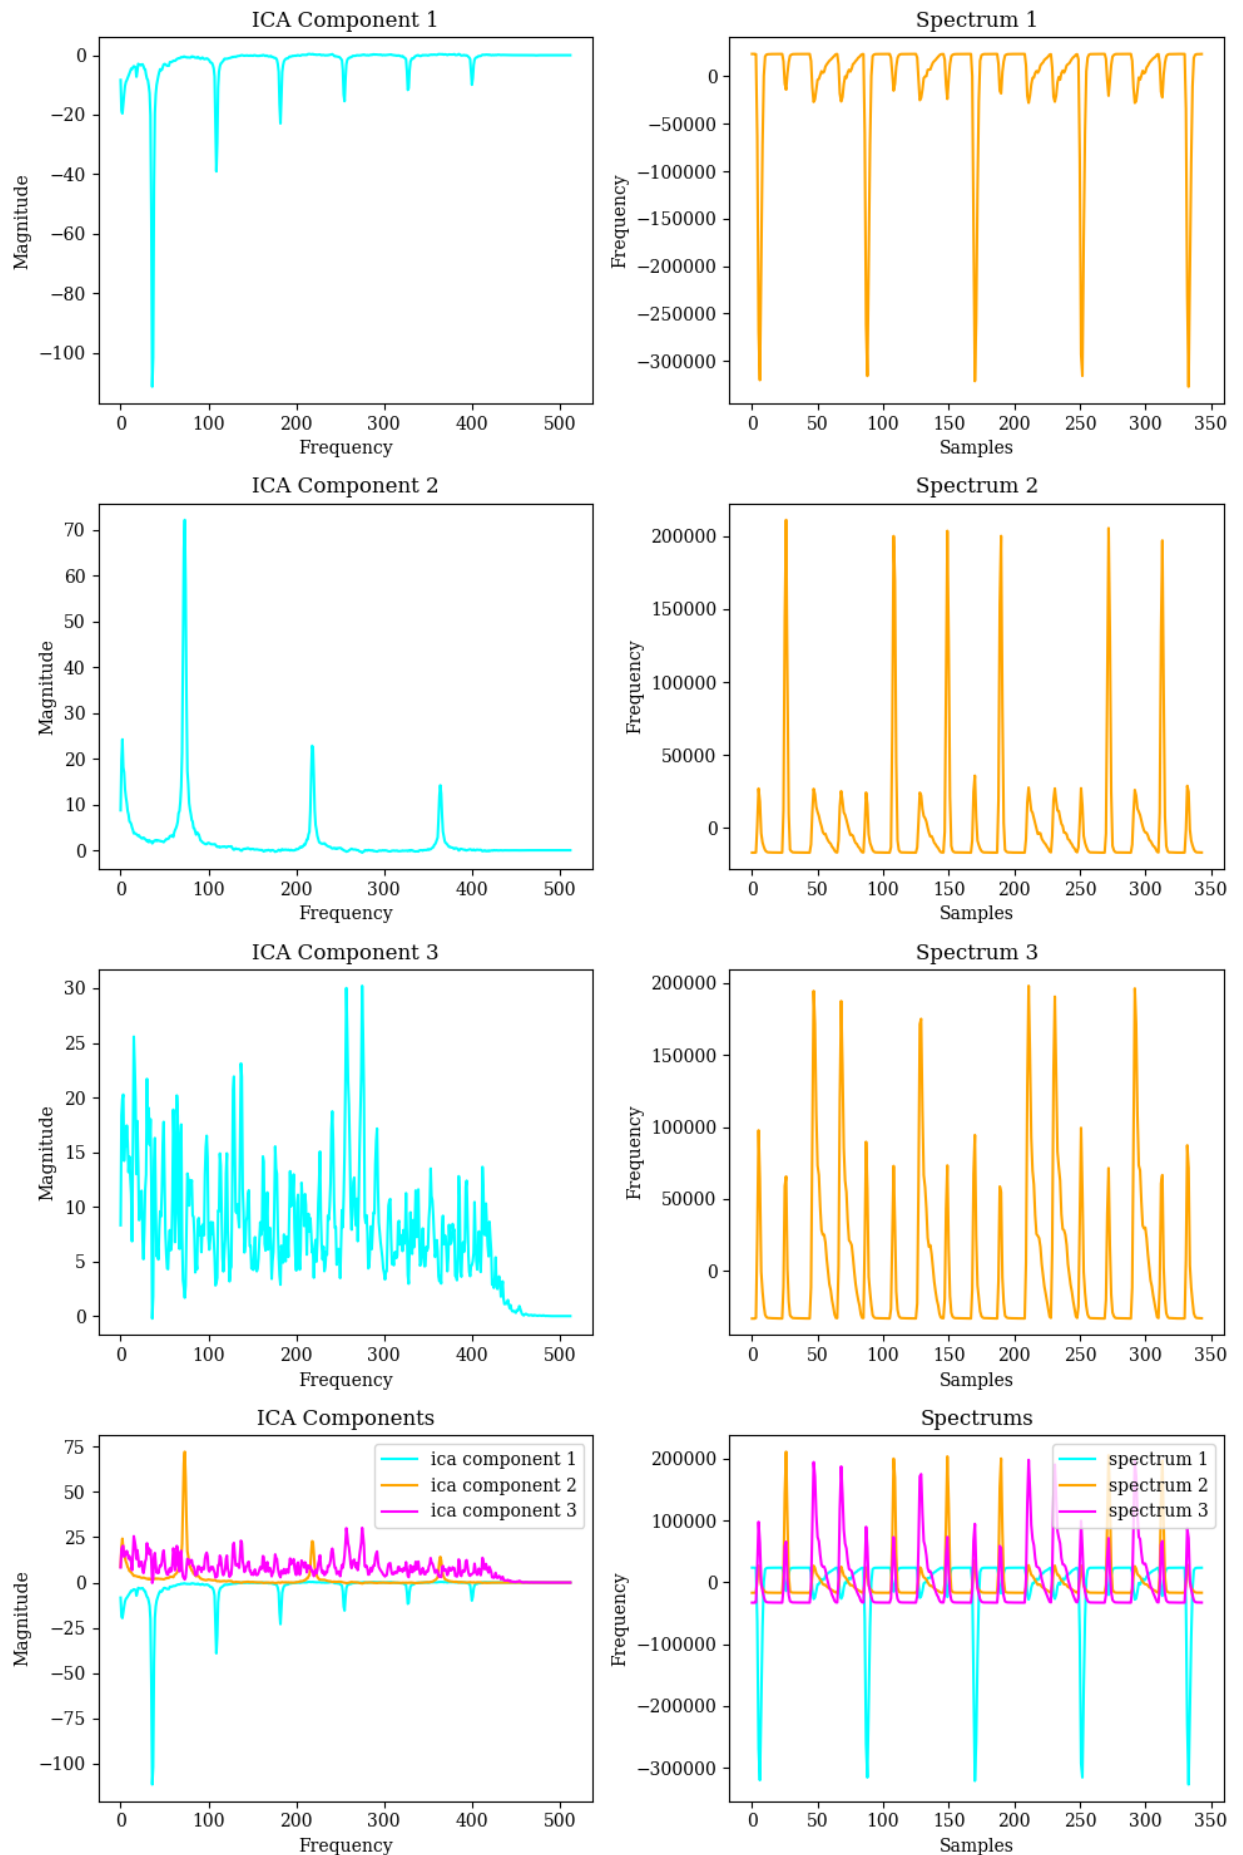 ICA Component 1
Magnitude
0
−20
−40
−60
−80
−100
0 100 200 300 400 500
Frequency
Spectrum 1
Frequency
0
−50000
−100000
−150000
−200000
−250000
−300000
0 50 100 150 200 250 300 350
Samples
ICA Component 2
Magnitude
70
60
50
40
30
20
10
0
0 100 200 300 400 500
Frequency
Spectrum 2
Frequency
200000
150000
100000
50000
0
0 50 100 150 200 250 300 350
Samples
ICA Component 3
Magnitude
30
25
20
15
10
5
0
0 100 200 300 400 500
Frequency
Spectrum 3
Frequency
200000
150000
100000
50000
0
0 50 100 150 200 250 300 350
Samples
ICA Components
Magnitude
75
50
25
0
−25
−50
−75
−100
ica component 1
ica component 2
ica component 3
0 100 200 300 400 500
Frequency
Spectrums
Frequency
200000
100000
0
−100000
−200000
−300000
spectrum 1
spectrum 2
spectrum 3
0 50 100 150 200 250 300 350
Samples